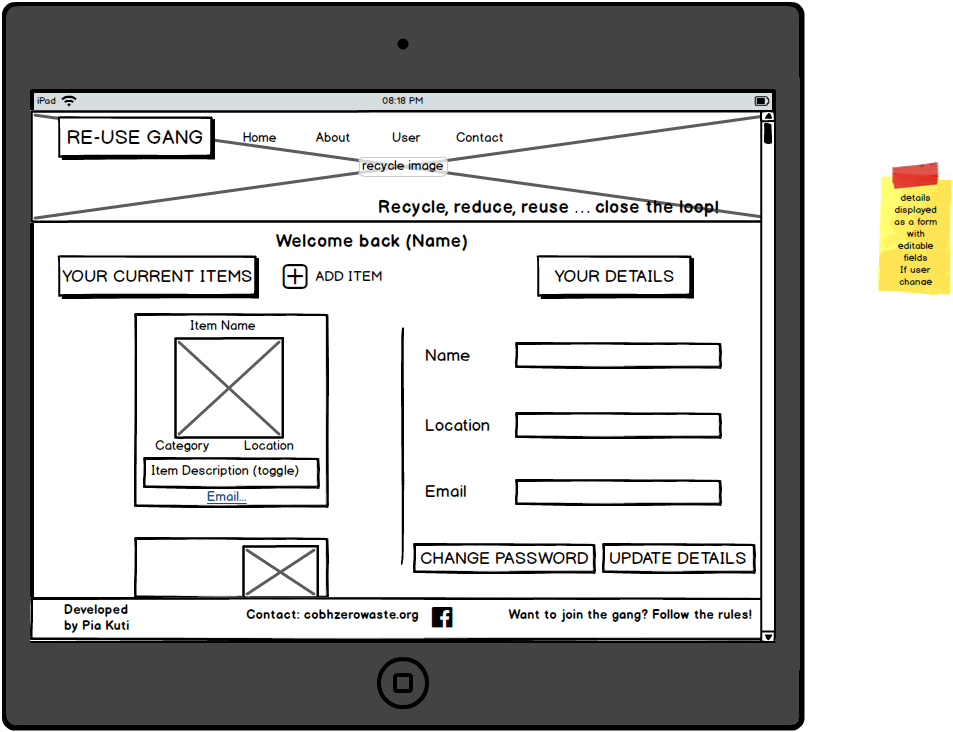 iPad
08:18 PM
RE-USE GANG
Home
About
User
Contact
recycle image
Recycle, reduce, reuse ... close the loop!
Welcome back (Name)
YOUR CURRENT ITEMS
ADD ITEM
YOUR DETAILS
Item Name
Category
Location
Item Description (toggle)
Email...
Name
Location
Email
CHANGE PASSWORD
UPDATE DETAILS
Developed
by Pia Kuti
Contact: cobhzerowaste.org
Want to join the gang? Follow the rules!
details
displayed
as a form
with
editable
fields
If user
change